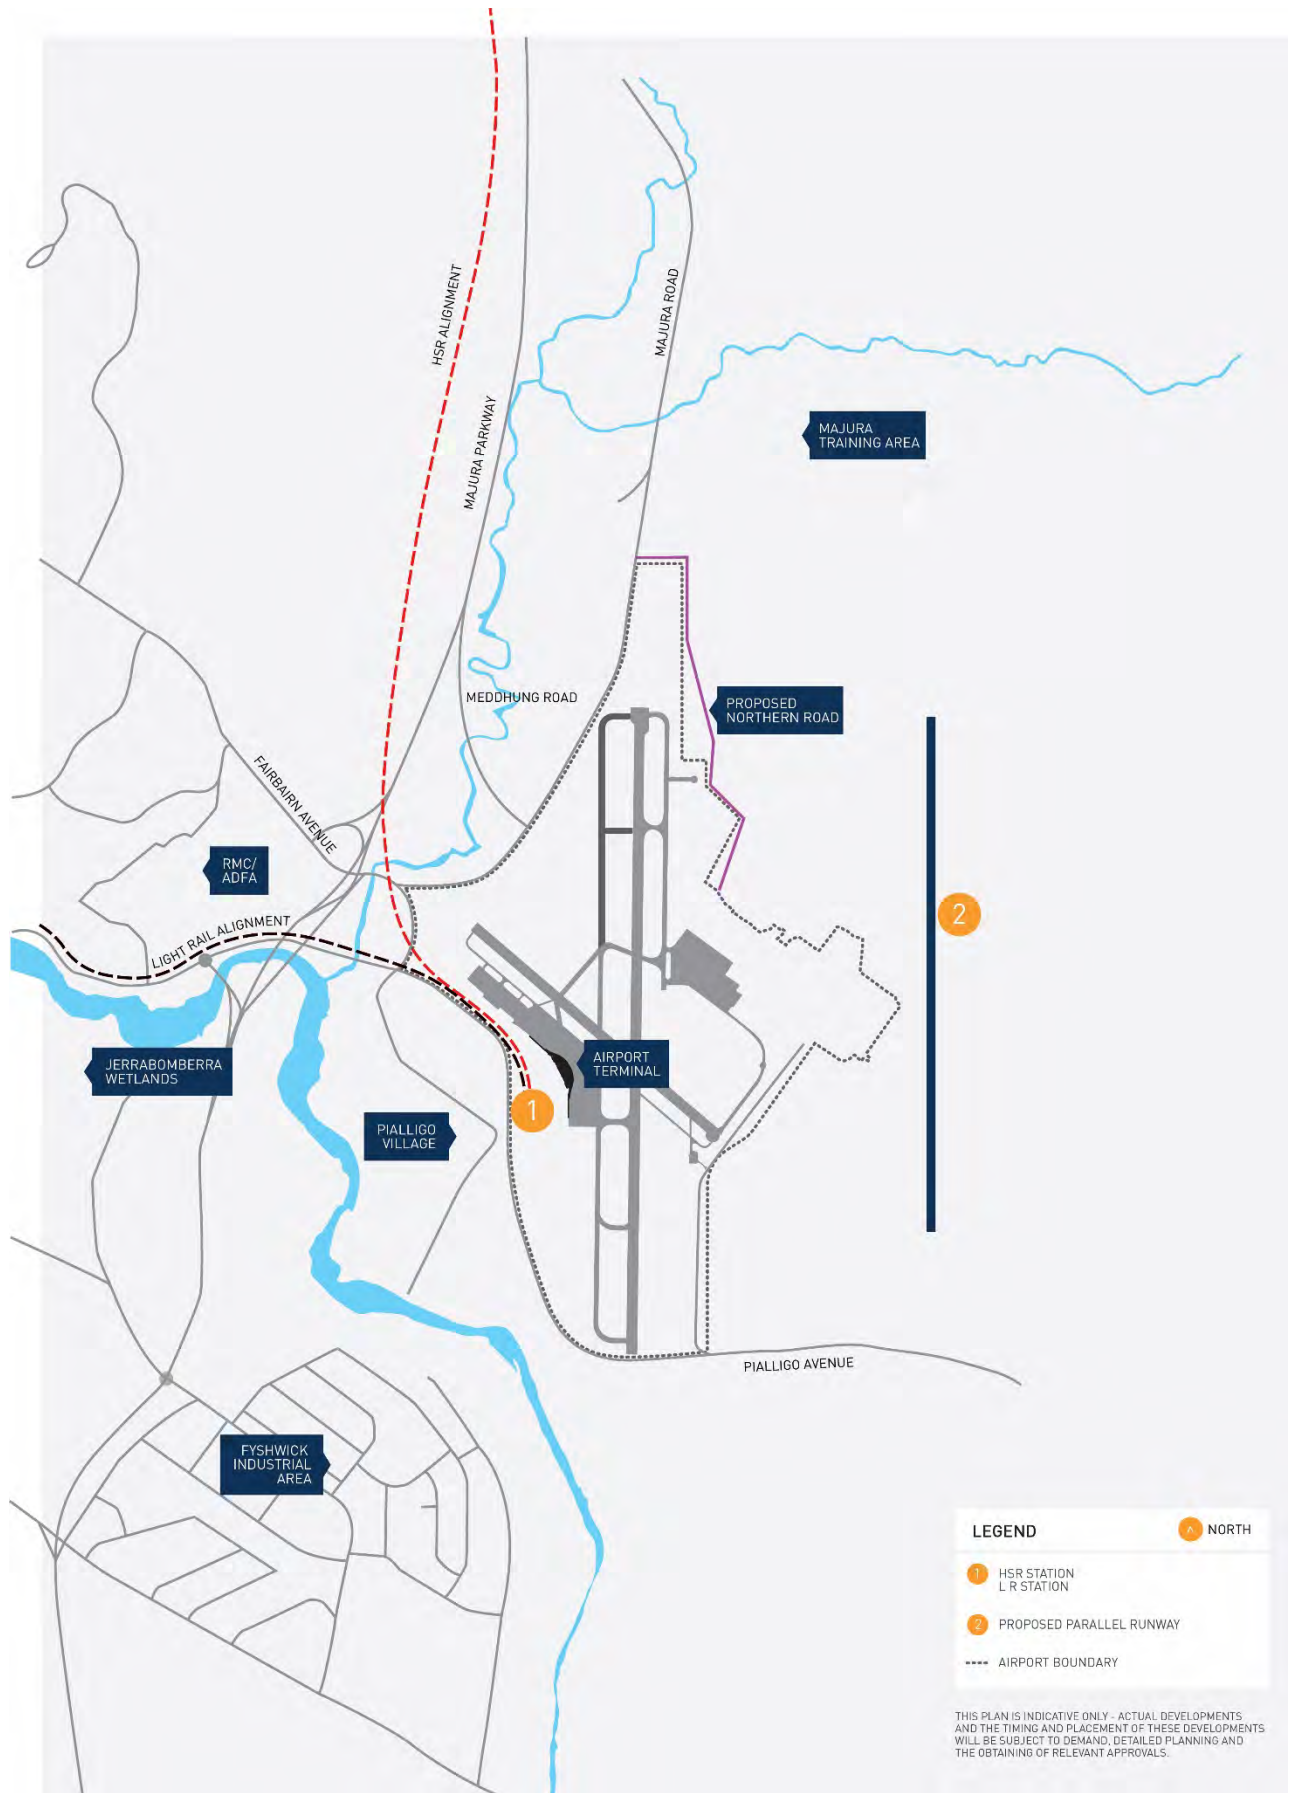 HSR ALIGNMENT
MAJURA ROAD
MAJURA PARKWAY
MAJURA
TRAINING AREA
MEDDHUNG ROAD
PROPOSED
NORTHERN ROAD
FAIRBAIRN AVENUE
RMC/
ADFA
2
LIGHT RAIL ALIGNMENT
JERRABOMBERRA
WETLANDS
AIRPORT
TERMINAL
1
PIALLIGO
VILLAGE
PIALLIGO AVENUE
FYSHWICK
INDUSTRIAL
AREA
LEGEND
NORTH
1 HSR STATION
L R STATION
2 PROPOSED PARALLEL RUNWAY
AIRPORT BOUNDARY
THIS PLAN IS INDICATIVE ONLY - ACTUAL DEVELOPMENTS
AND THE TIMING AND PLACEMENT OF THESE DEVELOPMENTS
WILL BE SUBJECT TO DEMAND, DETAILED PLANNING AND
THE OBTAINING OF RELEVANT APPROVALS.